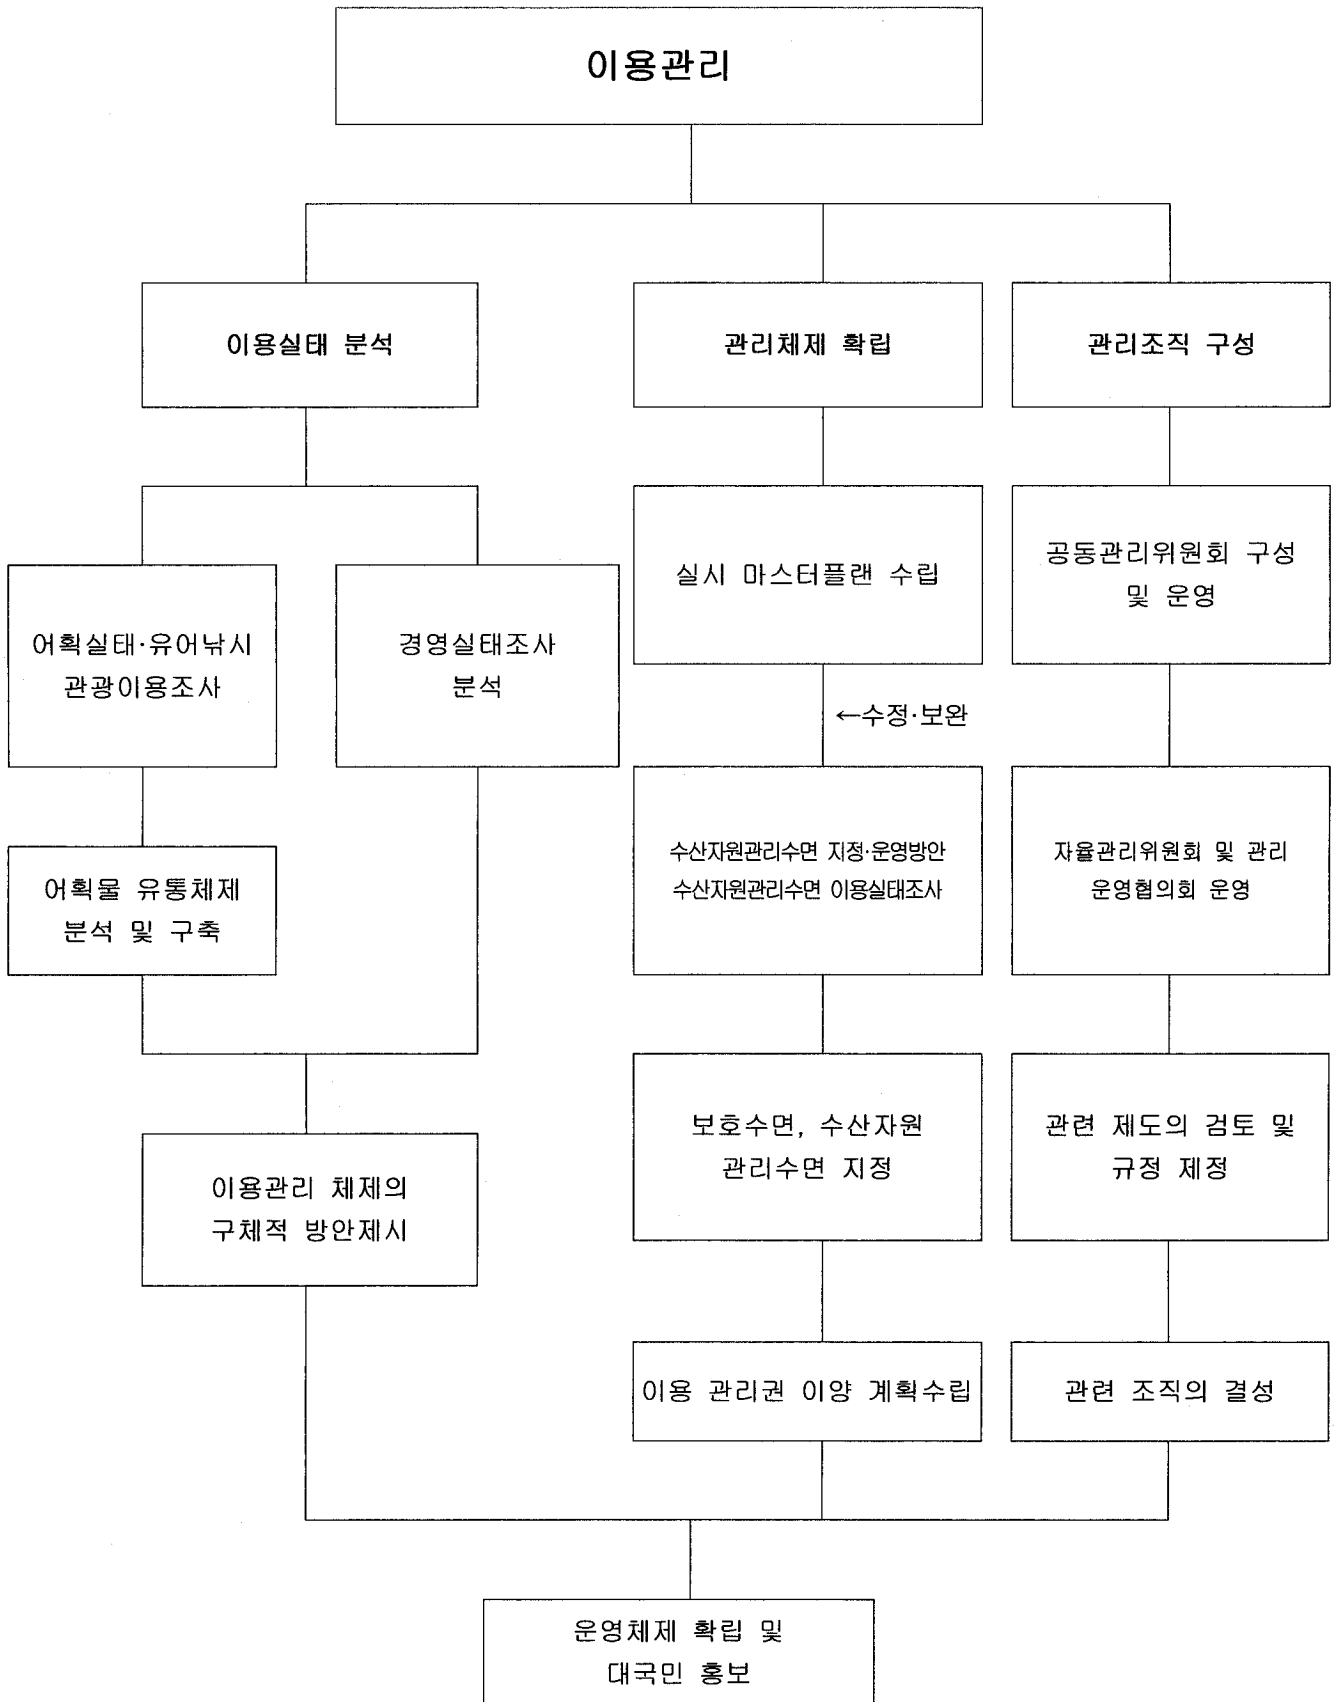 이용관리
이용실태 분석
관리체제 확립
관리조직 구성
어획실태·유어낚시
관광이용조사
경영실태조사
분석
실시 마스터플랜 수립
공동관리위원회 구성
및 운영
←수정·보완
어획물 유통체제
분석 및 구축
수산자원관리수면 지정·운영방안
수산자원관리수면 이용실태조사
자율관리위원회 및 관리
운영협의회 운영
이용관리 체제의
구체적 방안제시
보호수면, 수산자원
관리수면 지정
관련 제도의 검토 및
규정 제정
이용 관리권 이양 계획수립
관련 조직의 결성
운영체제 확립 및
대국민 홍보